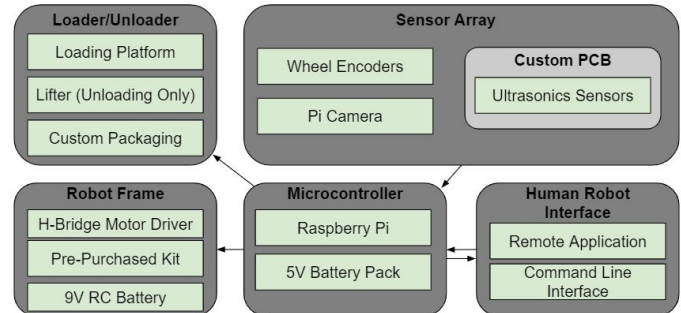 Loader/Unloader
Loading Platform
Lifter (Unloading Only)
Custom Packaging
Sensor Array
Wheel Encoders
Pi Camera
Custom PCB
Ultrasonics Sensors
Robot Frame
H-Bridge Motor Driver
Pre-Purchased Kit
9V RC Battery
Microcontroller
Raspberry Pi
5V Battery Pack
Human Robot
Interface
Remote Application
Command Line
Interface